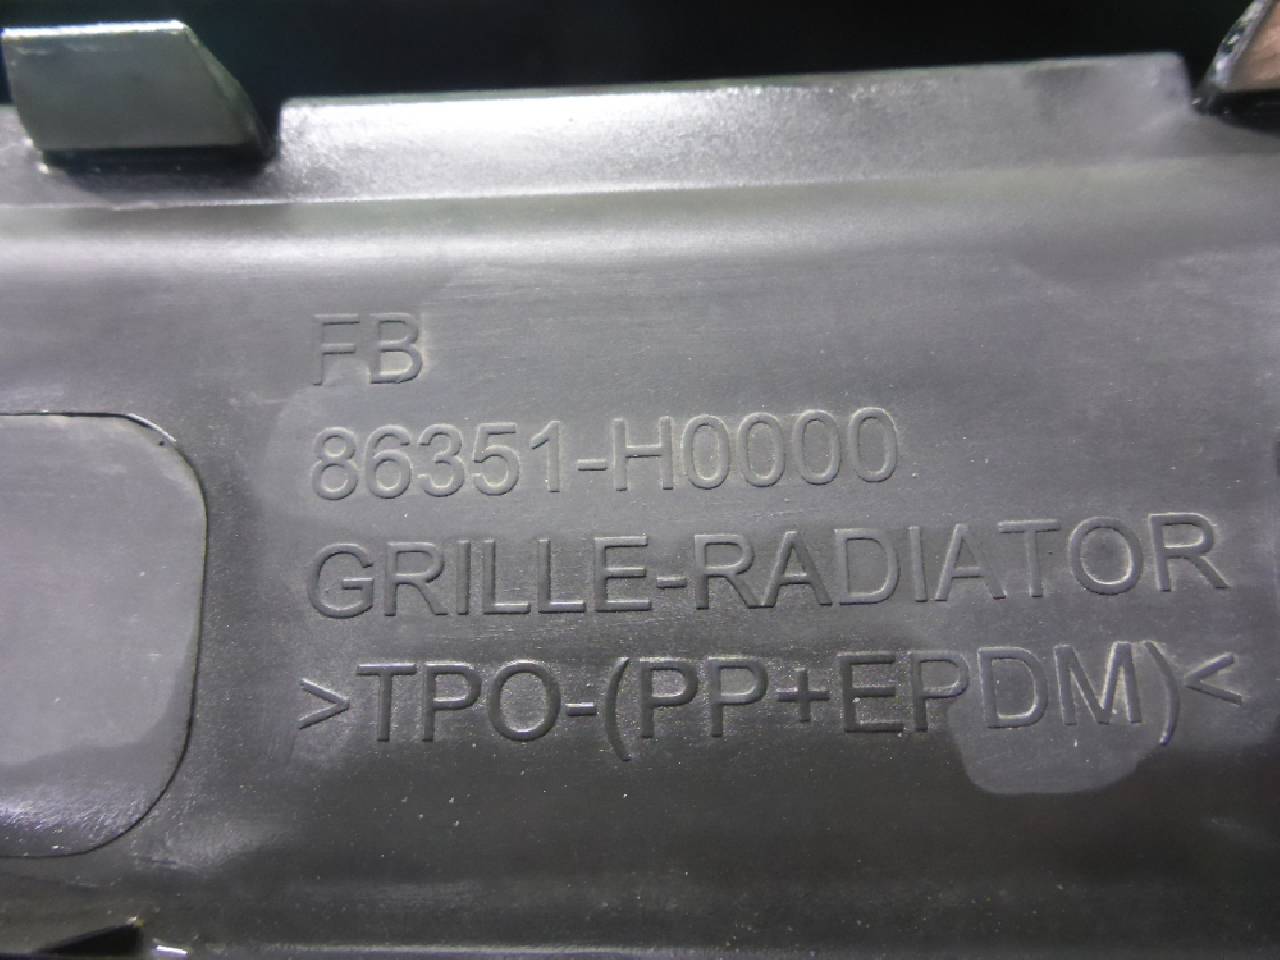 FB
86351-H0000
GRILLE-RADIATOR
>TPO-(PP+EPDM)<